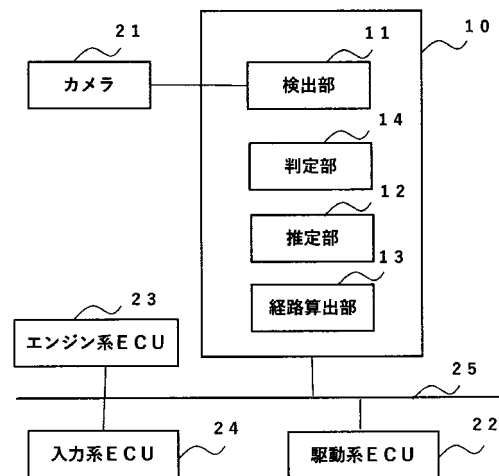 21
カメラ
10
11
検出部
14
判定部
12
推定部
13
経路算出部
23
エンジン系ECU
25
24
入力系ECU
22
駆動系ECU